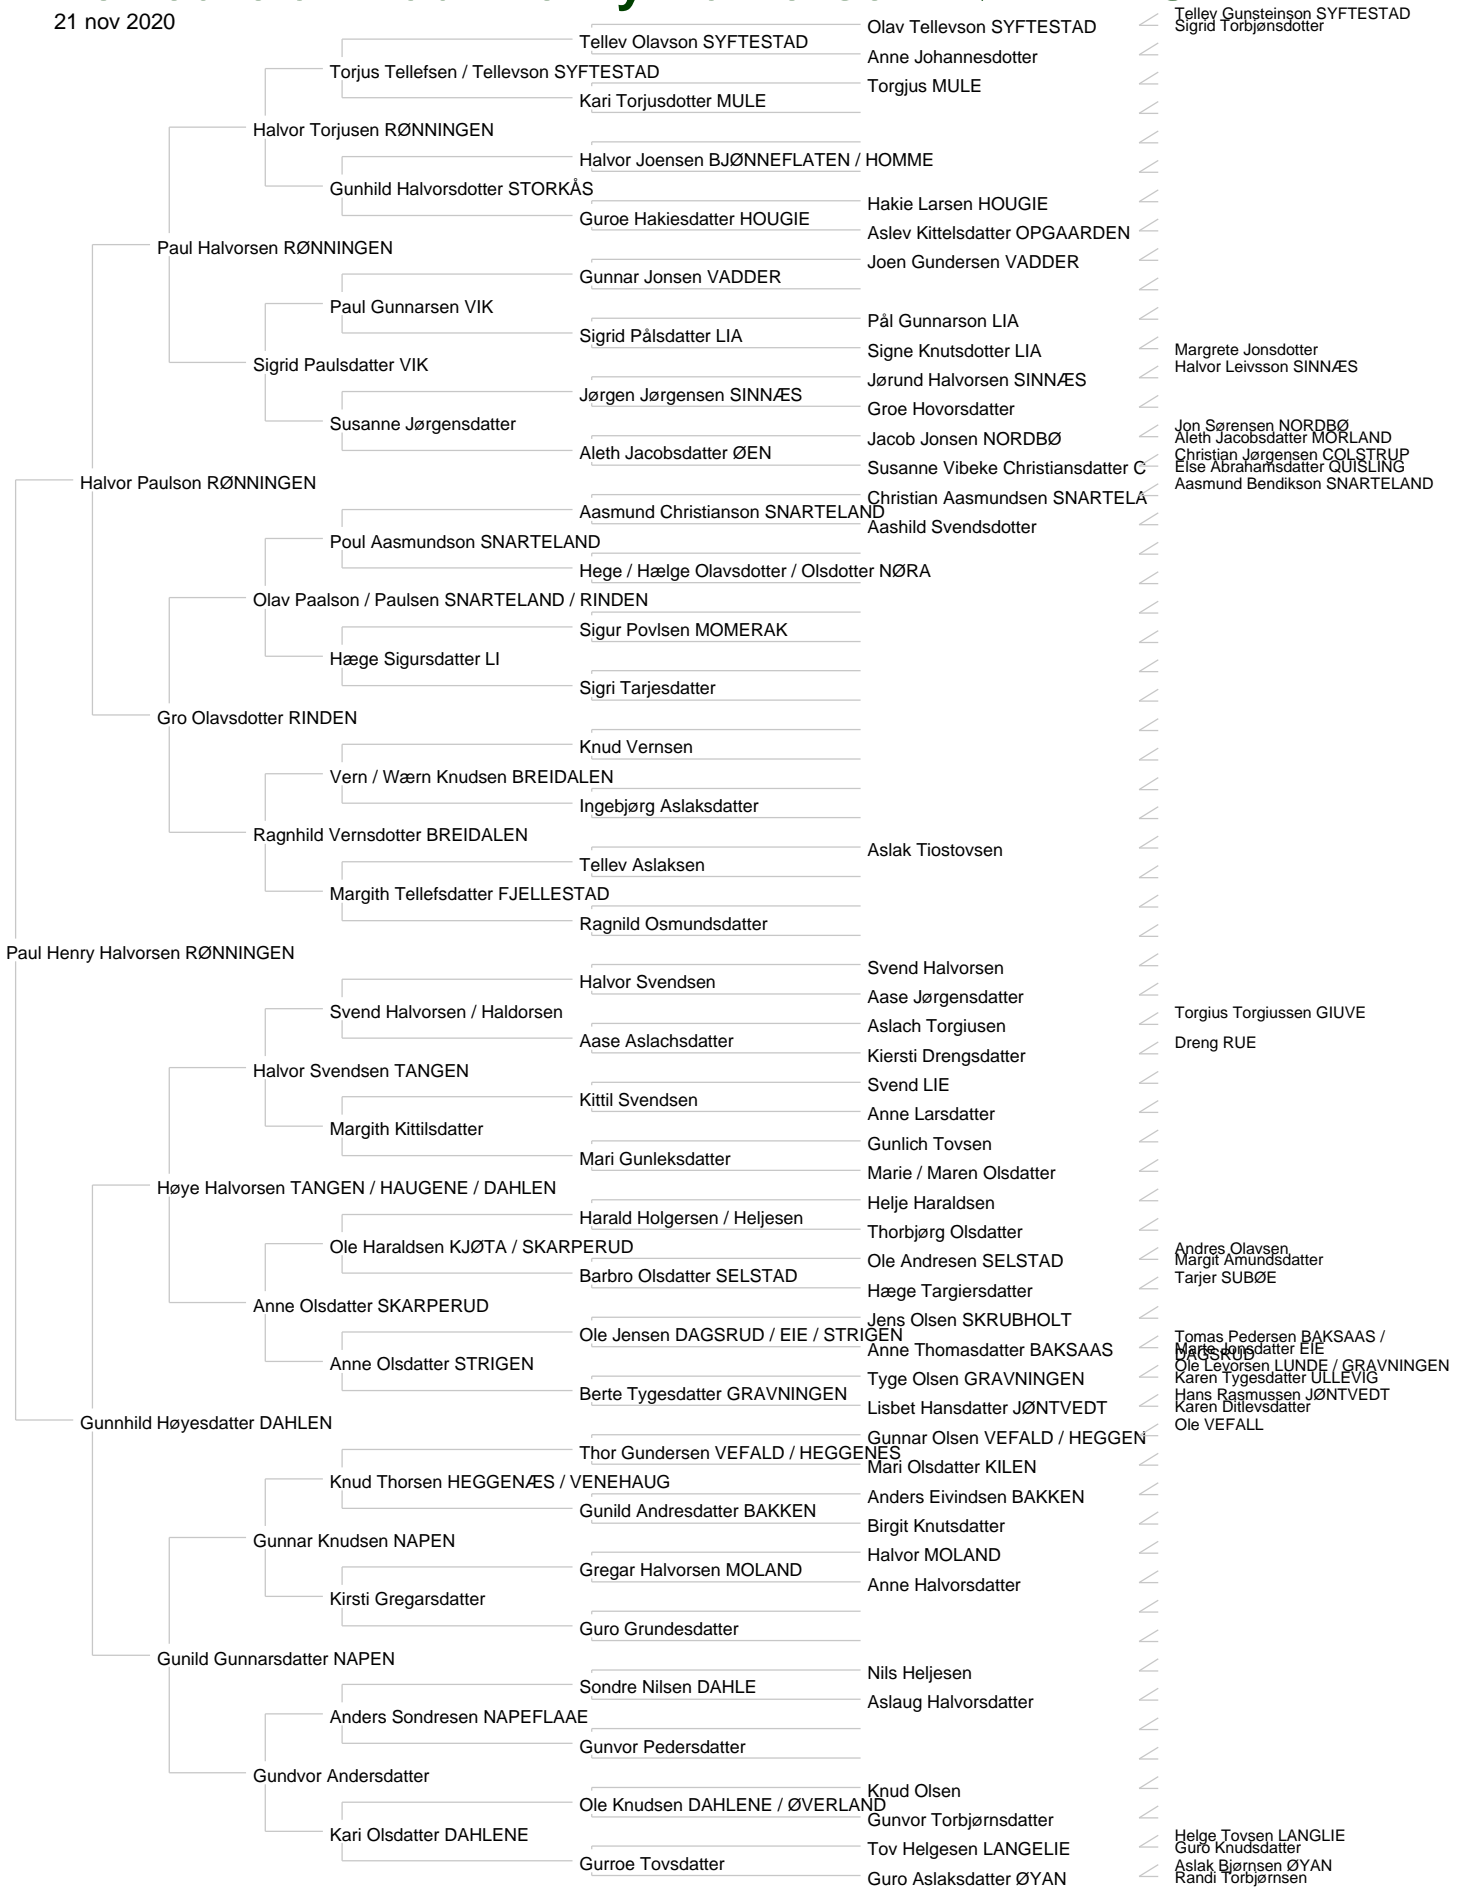 21 nov 2020
Tellev Gunsteinson SYFTESTAD
Olav Tellevson SYFTESTAD
Sigrid Torbjønsdotter
Tellev Olavson SYFTESTAD
Anne Johannesdotter
Torjus Tellefsen / Tellevson SYFTESTAD
Torgjus MULE
Kari Torjusdotter MULE
Halvor Torjusen RØNNINGEN
Halvor Joensen BJØNNEFLATEN / HOMME
Gunhild Halvorsdotter STORKÅS
Hakie Larsen HOUGIE
Guroe Hakiesdatter HOUGIE
Aslev Kittelsdatter OPGAARDEN
Paul Halvorsen RØNNINGEN
Joen Gundersen VADDER
Gunnar Jonsen VADDER
Paul Gunnarsen VIK
Pål Gunnarson LIA
Sigrid Pålsdatter LIA
Signe Knutsdotter LIA
Margrete Jonsdotter
Sigrid Paulsdatter VIK
Halvor Leivsson SINNÆS
Jørund Halvorsen SINNÆS
Jørgen Jørgensen SINNÆS
Groe Hovorsdatter
Susanne Jørgensdatter
Jon Sørensen NORDBØ
Jacob Jonsen NORDBØ
Aleth Jacobsdatter MORLAND
Aleth Jacobsdatter ØEN
Christian Jørgensen COLSTRUP
Susanne Vibeke Christiansdatter C
Else Abrahamsdatter QUISLING
Halvor Paulson RØNNINGEN
Aasmund Bendikson SNARTELAND
Christian Aasmundsen SNARTELA
Aasmund Christianson SNARTELAND
Aashild Svendsdotter
Poul Aasmundson SNARTELAND
Hege / Hælge Olavsdotter / Olsdotter NØRA
Olav Paalson / Paulsen SNARTELAND / RINDEN
Sigur Povlsen MOMERAK
Hæge Sigursdatter LI
Sigri Tarjesdatter
Gro Olavsdotter RINDEN
Knud Vernsen
Vern / Wærn Knudsen BREIDALEN
Ingebjørg Aslaksdatter
Ragnhild Vernsdotter BREIDALEN
Aslak Tiostovsen
Tellev Aslaksen
Margith Tellefsdatter FJELLESTAD
Ragnild Osmundsdatter
Paul Henry Halvorsen RØNNINGEN
Svend Halvorsen
Halvor Svendsen
Aase Jørgensdatter
Svend Halvorsen / Haldorsen
Torgius Torgiussen GIUVE
Aslach Torgiusen
Aase Aslachsdatter
Dreng RUE
Kiersti Drengsdatter
Halvor Svendsen TANGEN
Svend LIE
Kittil Svendsen
Anne Larsdatter
Margith Kittilsdatter
Gunlich Tovsen
Mari Gunleksdatter
Marie / Maren Olsdatter
Høye Halvorsen TANGEN / HAUGENE / DAHLEN
Helje Haraldsen
Harald Holgersen / Heljesen
Thorbjørg Olsdatter
Ole Haraldsen KJØTA / SKARPERUD
Andres Olavsen
Ole Andresen SELSTAD
Margit Amundsdatter
Barbro Olsdatter SELSTAD
Tarjer SUBØE
Hæge Targiersdatter
Anne Olsdatter SKARPERUD
Jens Olsen SKRUBHOLT
Ole Jensen DAGSRUD / EIE / STRIGEN
Tomas Pedersen BAKSAAS /
DAGSRUD
Anne Thomasdatter BAKSAAS
Marte Jonsdatter EIE
Anne Olsdatter STRIGEN
Ole Levorsen LUNDE / GRAVNINGEN
Tyge Olsen GRAVNINGEN
Karen Tygesdatter ULLEVIG
Berte Tygesdatter GRAVNINGEN
Hans Rasmussen JØNTVEDT
Lisbet Hansdatter JØNTVEDT
Karen Ditlevsdatter
Gunnhild Høyesdatter DAHLEN
Ole VEFALL
Gunnar Olsen VEFALD / HEGGEN
Thor Gundersen VEFALD / HEGGENES
Mari Olsdatter KILEN
Knud Thorsen HEGGENÆS / VENEHAUG
Anders Eivindsen BAKKEN
Gunild Andresdatter BAKKEN
Birgit Knutsdatter
Gunnar Knudsen NAPEN
Halvor MOLAND
Gregar Halvorsen MOLAND
Anne Halvorsdatter
Kirsti Gregarsdatter
Guro Grundesdatter
Gunild Gunnarsdatter NAPEN
Nils Heljesen
Sondre Nilsen DAHLE
Aslaug Halvorsdatter
Anders Sondresen NAPEFLAAE
Gunvor Pedersdatter
Gundvor Andersdatter
Knud Olsen
Ole Knudsen DAHLENE / ØVERLAND
Gunvor Torbjørnsdatter
Kari Olsdatter DAHLENE
Helge Tovsen LANGLIE
Tov Helgesen LANGELIE
Guro Knudsdatter
Gurroe Tovsdatter
Aslak Bjørnsen ØYAN
Guro Aslaksdatter ØYAN
Randi Torbjørnsen